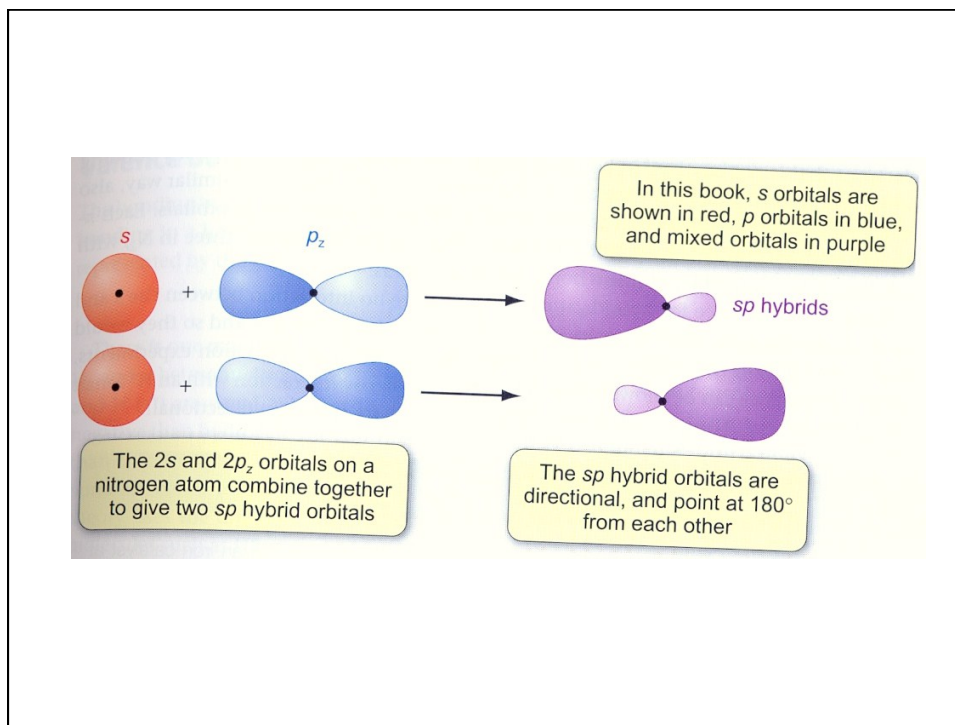 In this book, s orbitals are
shown in red, p orbitals in blue,
and mixed orbitals in purple
s
p_z
+
sp hybrids
+
The 2s and 2p_z orbitals on a
nitrogen atom combine together
to give two sp hybrid orbitals
The sp hybrid orbitals are
directional, and point at 180°
from each other